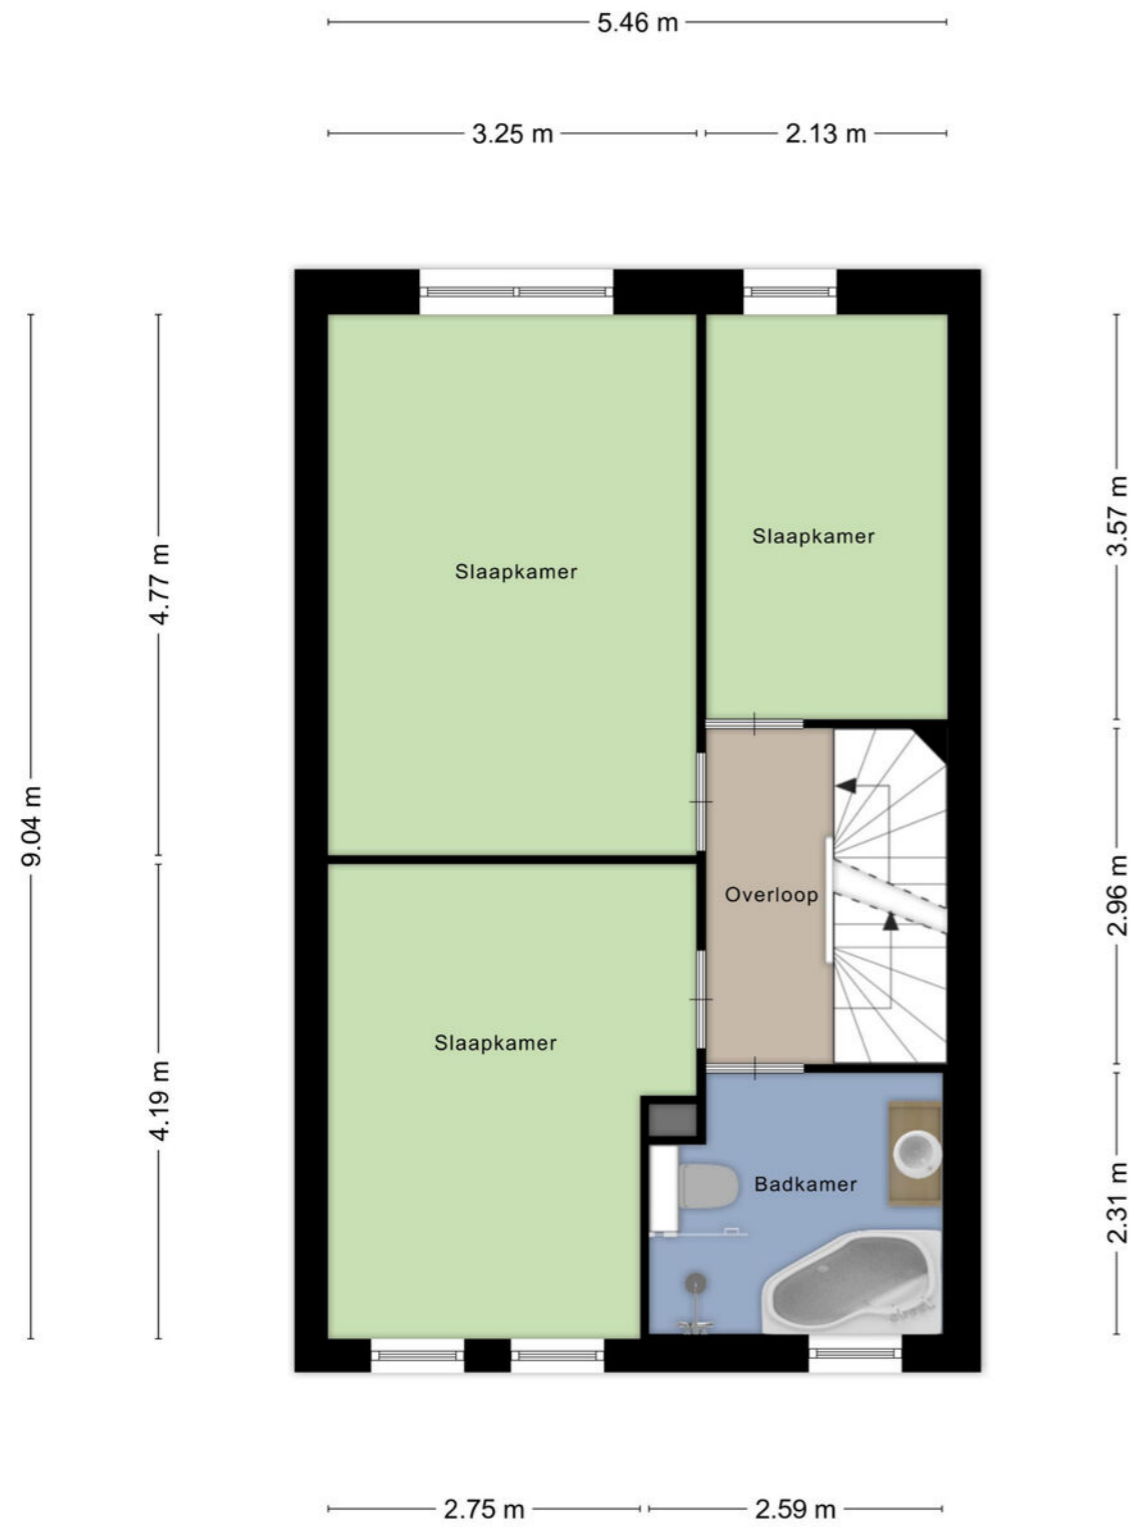 5.46 m
3.25 m
2.13 m
Slaapkamer
Slaapkamer
4.77 m
3.57 m
9.04 m
Overloop
2.96 m
Slaapkamer
4.19 m
Badkamer
2.31 m
2.75 m
2.59 m